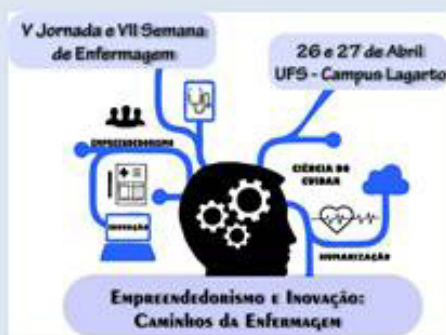 V Jornada e VII Semana
de Enfermagem
26 e 27 de Abril
UFS - Campus Lagarto
EMPREENDEDORISMO
CIÊNCIA DO
CUIDAR
INOVAÇÃO
HUMANIZAÇÃO
Empreendedorismo e Inovação:
Caminhos da Enfermagem